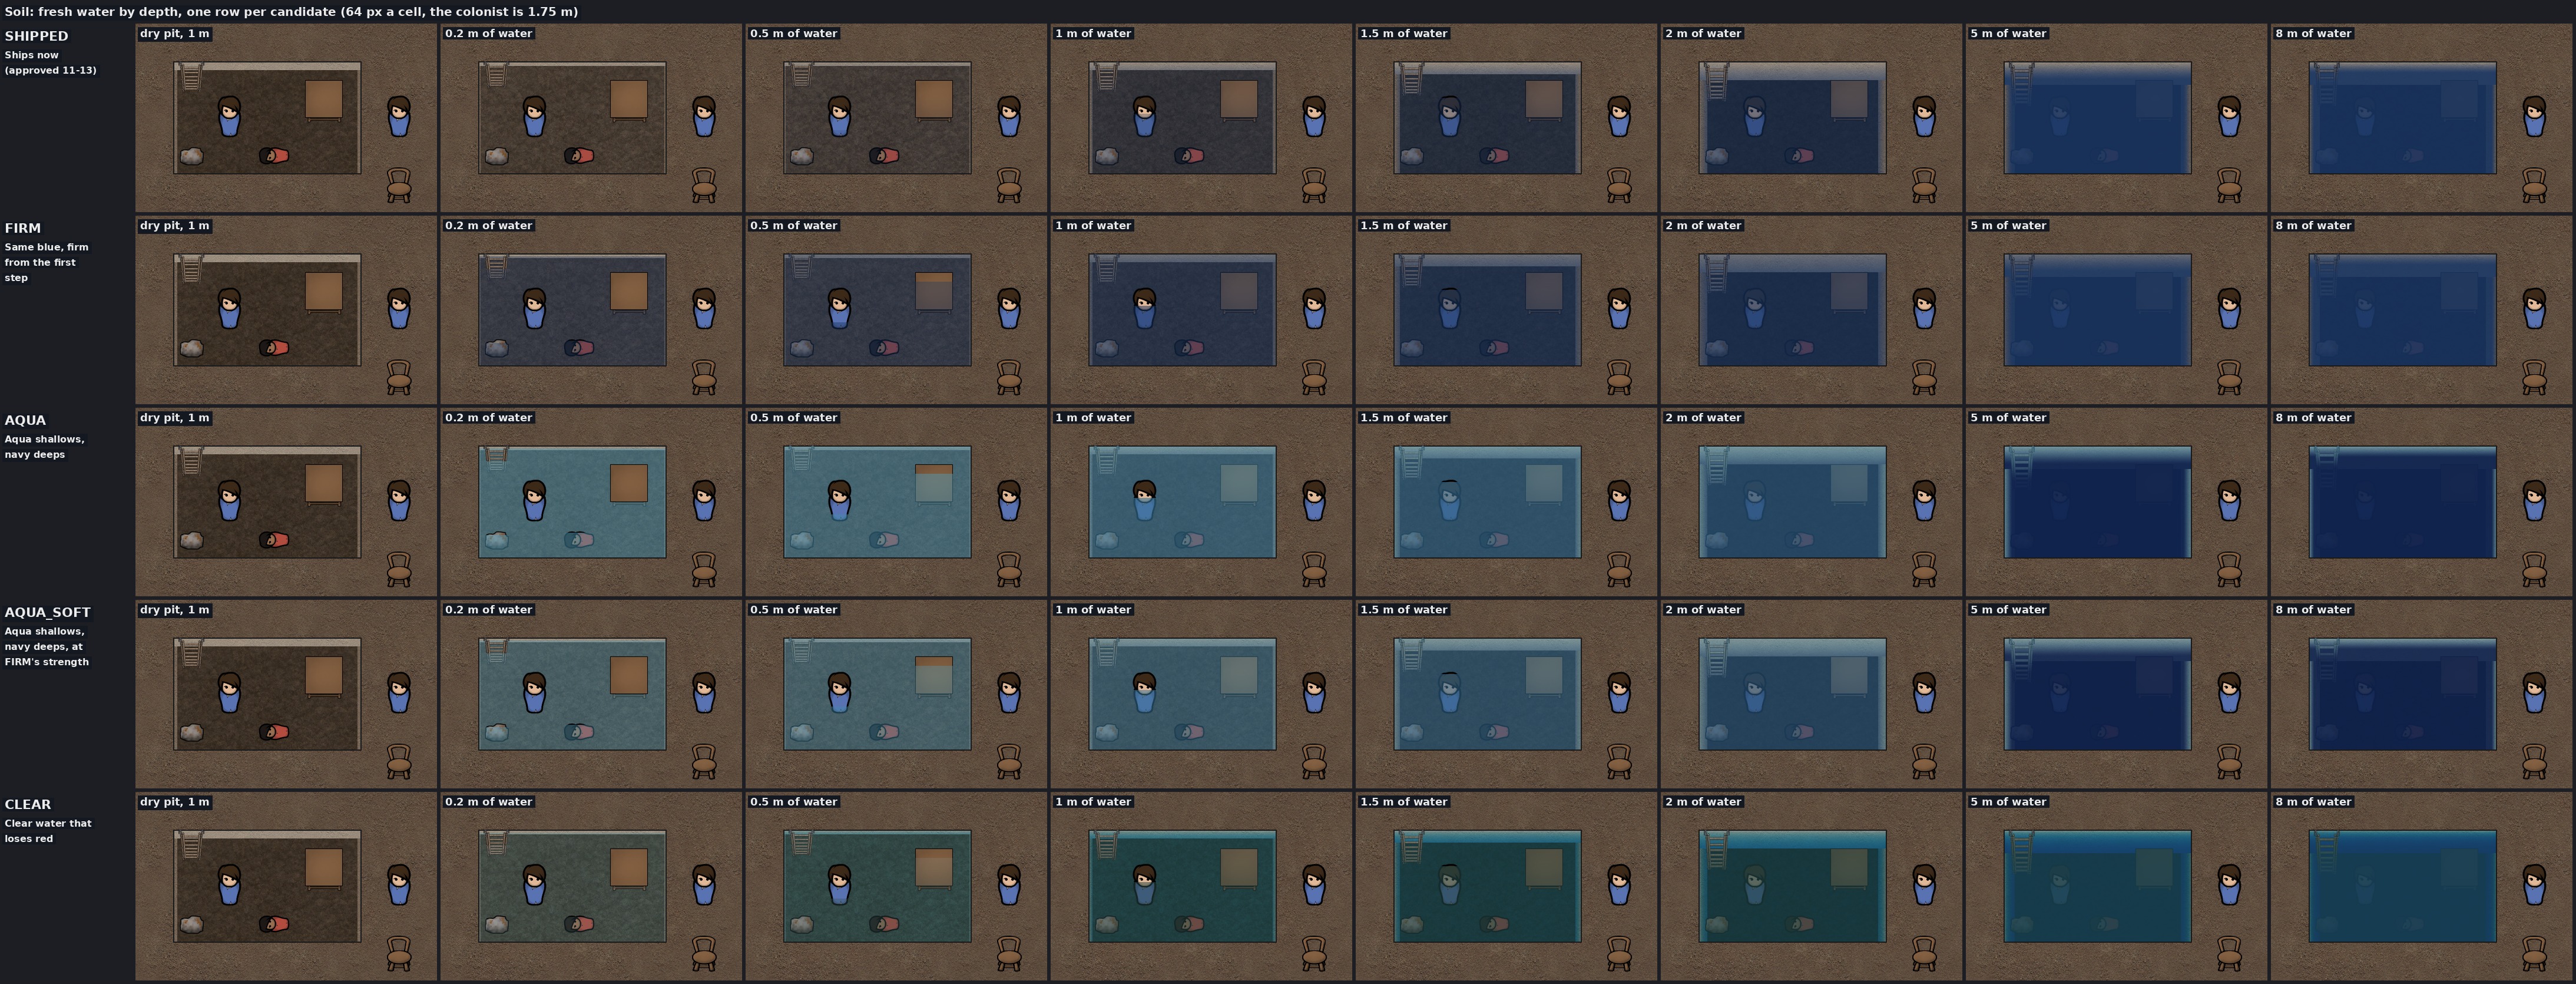 Soil: fresh water by depth, one row per candidate (64 px a cell, the colonist is 1.75 m)
SHIPPED
Ships now
(approved 11-13)
dry pit, 1 m
0.2 m of water
0.5 m of water
1 m of water
1.5 m of water
2 m of water
5 m of water
8 m of water
FIRM
Same blue, firm
from the first
step
dry pit, 1 m
0.2 m of water
0.5 m of water
1 m of water
1.5 m of water
2 m of water
5 m of water
8 m of water
AQUA
Aqua shallows,
navy deeps
dry pit, 1 m
0.2 m of water
0.5 m of water
1 m of water
1.5 m of water
2 m of water
5 m of water
8 m of water
AQUA_SOFT
Aqua shallows,
navy deeps, at
FIRM's strength
dry pit, 1 m
0.2 m of water
0.5 m of water
1 m of water
1.5 m of water
2 m of water
5 m of water
8 m of water
CLEAR
Clear water that
loses red
dry pit, 1 m
0.2 m of water
0.5 m of water
1 m of water
1.5 m of water
2 m of water
5 m of water
8 m of water